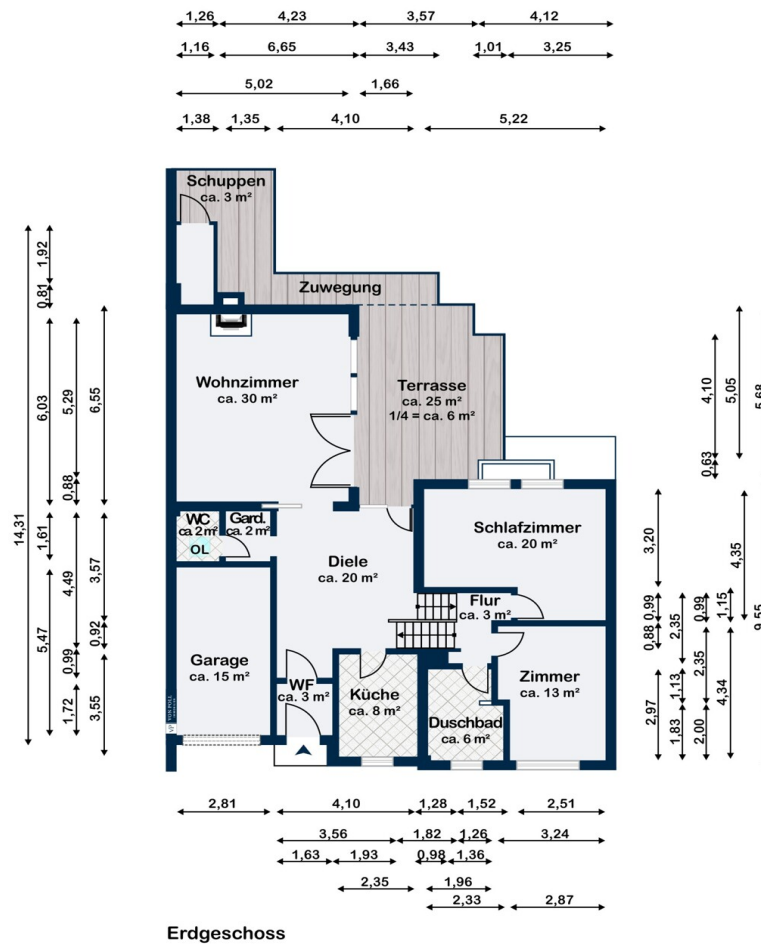 1,26 4,23 3,57 4,12
1,16 6,65 3,43 1,01 3,25
5,02 1,66
1,38 1,35 4,10 5,22
Schuppen
ca. 3 m²
Zuwegung
Wohnzimmer
ca. 30 m²
Terrasse
ca. 25 m²
1/4 = ca. 6 m²
WC
ca. 2 m²
OL
Gard.
ca. 2 m²
Diele
ca. 20 m²
Schlafzimmer
ca. 20 m²
Flur
ca. 3 m²
Garage
ca. 15 m²
WF
ca. 3 m²
Küche
ca. 8 m²
Duschbad
ca. 6 m²
Zimmer
ca. 13 m²
VP VON POLL
14,31
1,92
0,81
6,03
1,61
5,47
5,29
0,88
4,49
0,99
1,72
6,55
3,57
0,92
3,55
4,10
0,63
5,05
5,68
3,20
0,99
0,88
2,97
2,35
1,13
1,83
0,99
2,35
2,00
4,35
1,15
4,34
9,55
2,81 4,10 1,28 1,52 2,51
3,56 1,82 1,26 3,24
1,63 1,93 0,98 1,36
2,35 1,96
2,33 2,87
Erdgeschoss